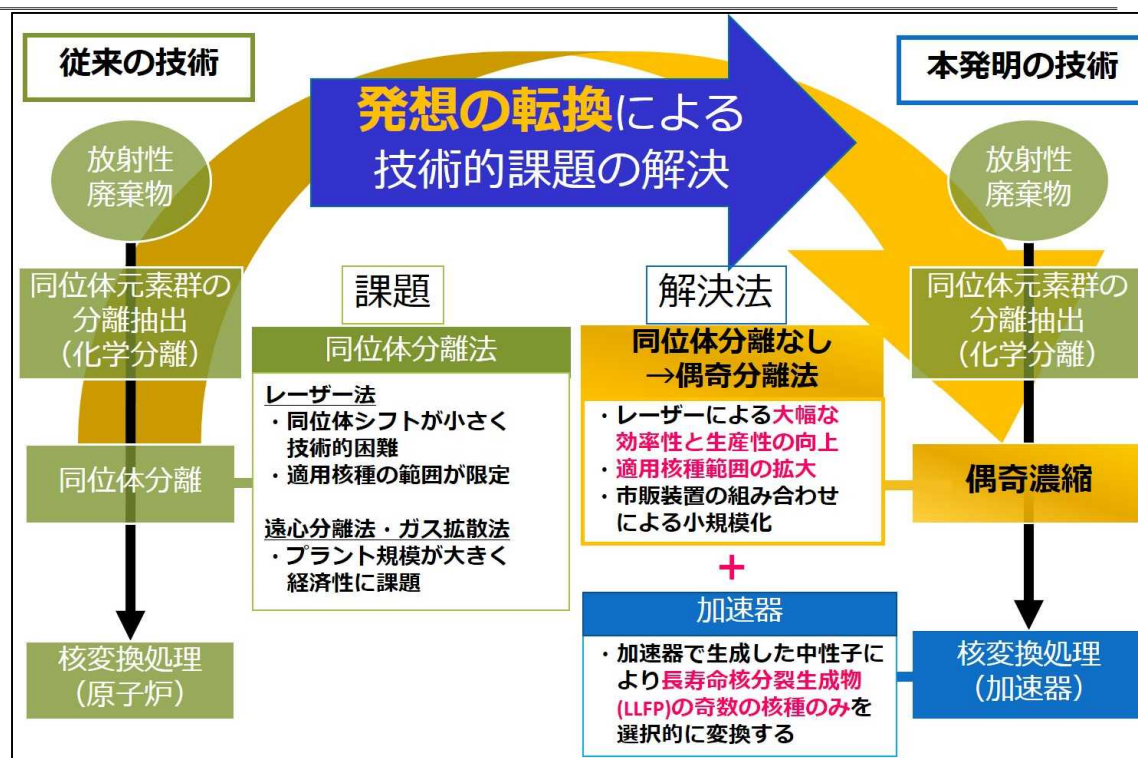 従来の技術
発想の転換による
技術的課題の解決
本発明の技術
放射性
廃棄物
同位体元素群の
分離抽出
（化学分離）
同位体分離
核変換処理
（原子炉）
課題
同位体分離法
レーザー法
・同位体シフトが小さく
技術的困難
・適用核種の範囲が限定
遠心分離法・ガス拡散法
・プラント規模が大きく
経済性に課題
解決法
同位体分離なし
→偶奇分離法
・レーザーによる大幅な
効率性と生産性の向上
・適用核種範囲の拡大
・市販装置の組み合わせ
による小規模化
+
加速器
・加速器で生成した中性子に
より長寿命核分裂生成物
(LLFP)の奇数の核種のみを
選択的に変換する
放射性
廃棄物
同位体元素群の
分離抽出
（化学分離）
偶奇濃縮
核変換処理
（加速器）